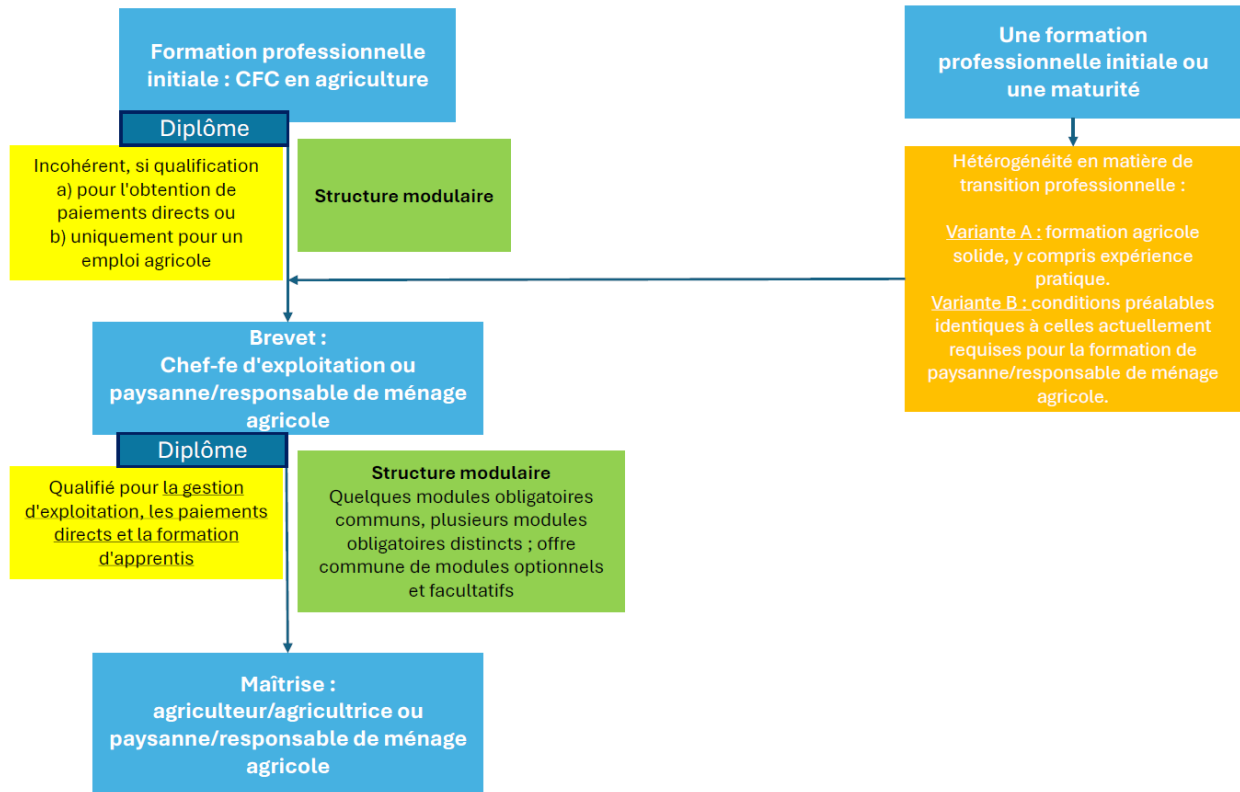 Formation professionnelle
initiale : CFC en agriculture
Diplôme
Incohérent, si qualification
a) pour l'obtention de
paiements directs ou
b) uniquement pour un
emploi agricole
Structure modulaire
Une formation
professionnelle initiale ou
une maturité
Hétérogénéité en matière de
transition professionnelle :
Variante A : formation agricole
solide, y compris expérience
pratique.
Variante B : conditions préalables
identiques à celles actuellement
requises pour la formation de
paysanne/responsable de ménage
agricole.
Brevet :
Chef-fe d'exploitation ou
paysanne/responsable de ménage
agricole
Diplôme
Qualifié pour la gestion
d'exploitation, les paiements
directs et la formation
d'apprentis
Structure modulaire
Quelques modules obligatoires
communs, plusieurs modules
obligatoires distincts ; offre
commune de modules optionnels
et facultatifs
Maîtrise :
agriculteur/agricultrice ou
paysanne/responsable de ménage
agricole